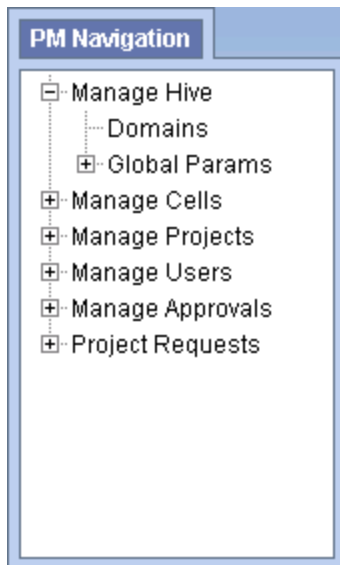 PM Navigation
Manage Hive
Domains
Global Params
Manage Cells
Manage Projects
Manage Users
Manage Approvals
Project Requests